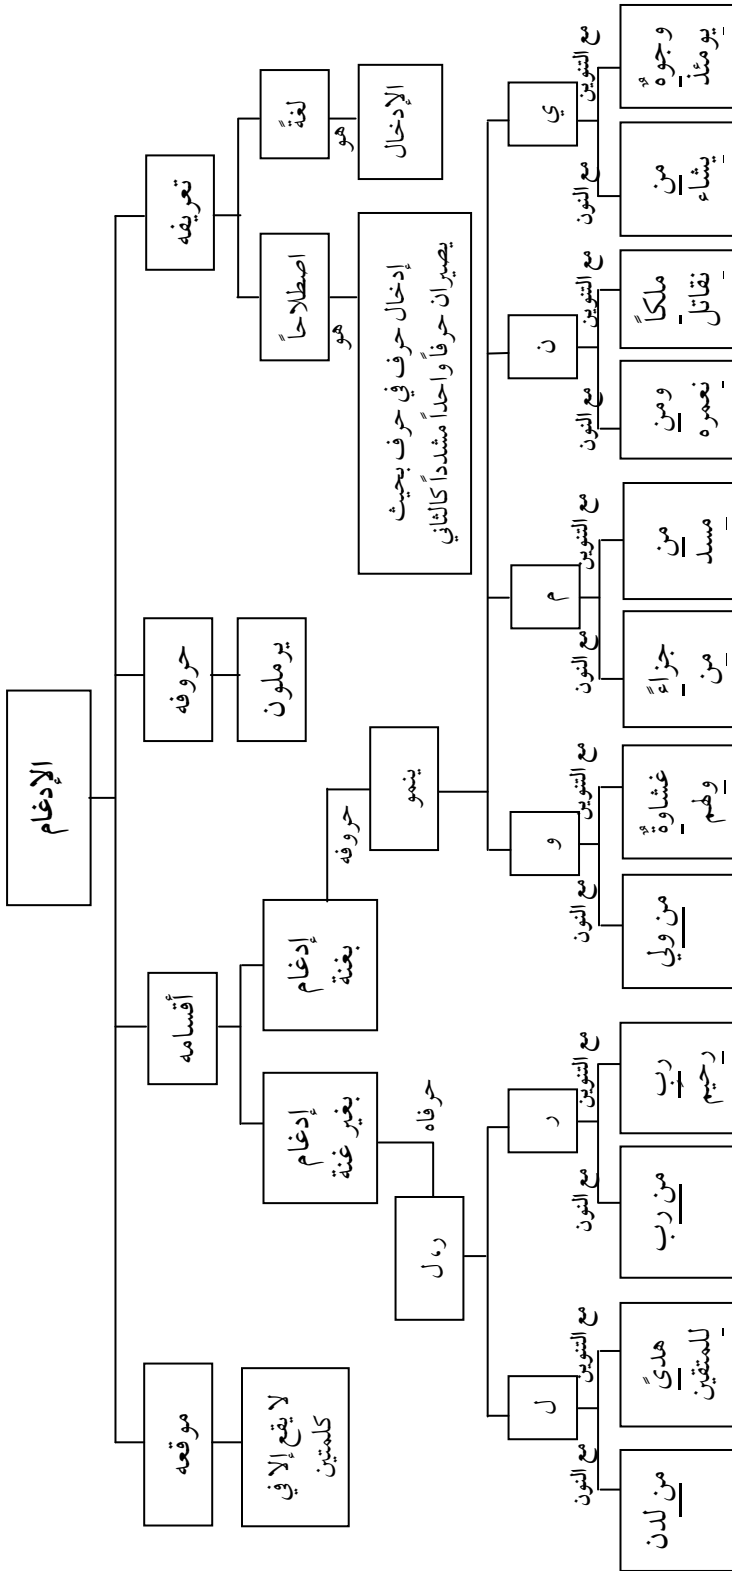 الإدغام
تعريفه
حروفه
أقسامه
موقعه
لغةً
اصطلاحاً
يرملون
إدغام
بغنة
إدغام
بغير غنة
لا يقع إلا في
كلمتين
هو
هو
حروفه
حرفاه
الإدخال
إدخال حرف في حرف بحيث
يصيران حرفاً واحداً مشدداً كالثاني
ينمو
ر، ل
ي
ن
م
و
ر
ل
مع التنوين
مع النون
مع التنوين
مع النون
مع التنوين
مع النون
مع التنوين
مع النون
مع التنوين
مع النون
مع التنوين
مع النون
وجوهٌ
يومئذ
من
يشاء
ملكاً
نقاتل
ومن
نعمره
من
مسد
جزاءً
من
غشاوةٌ
ولهم
من ولي
ربٍ
رحيم
من رب
هدىً
للمتقين
من لدن